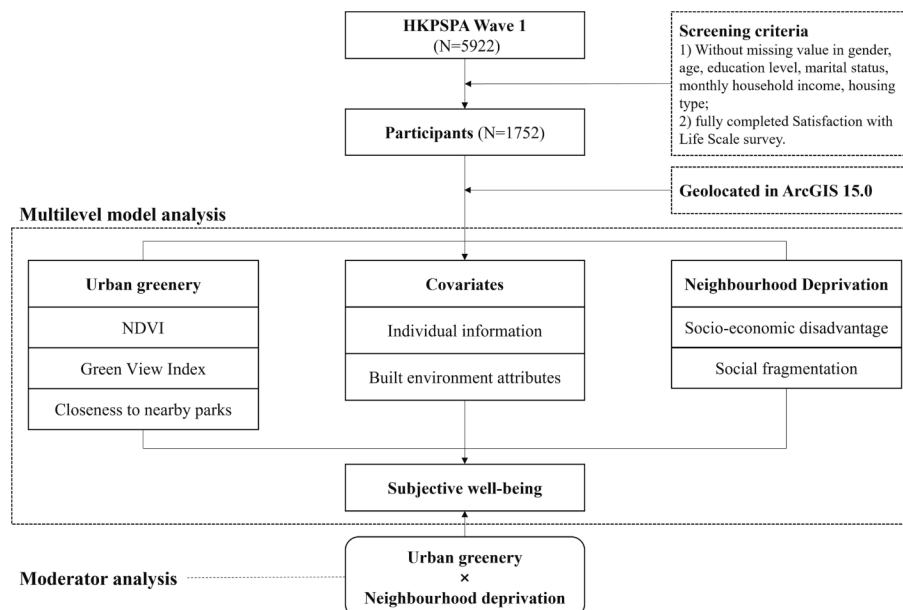 HKPSPA Wave 1
(N=5922)
Screening criteria
1) Without missing value in gender,
age, education level, marital status,
monthly household income, housing
type;
2) fully completed Satisfaction with
Life Scale survey.
Participants (N=1752)
Geolocated in ArcGIS 15.0
Multilevel model analysis
Urban greenery
NDVI
Green View Index
Closeness to nearby parks
Covariates
Individual information
Built environment attributes
Neighbourhood Deprivation
Socio-economic disadvantage
Social fragmentation
Subjective well-being
Moderator analysis
Urban greenery
×
Neighbourhood deprivation